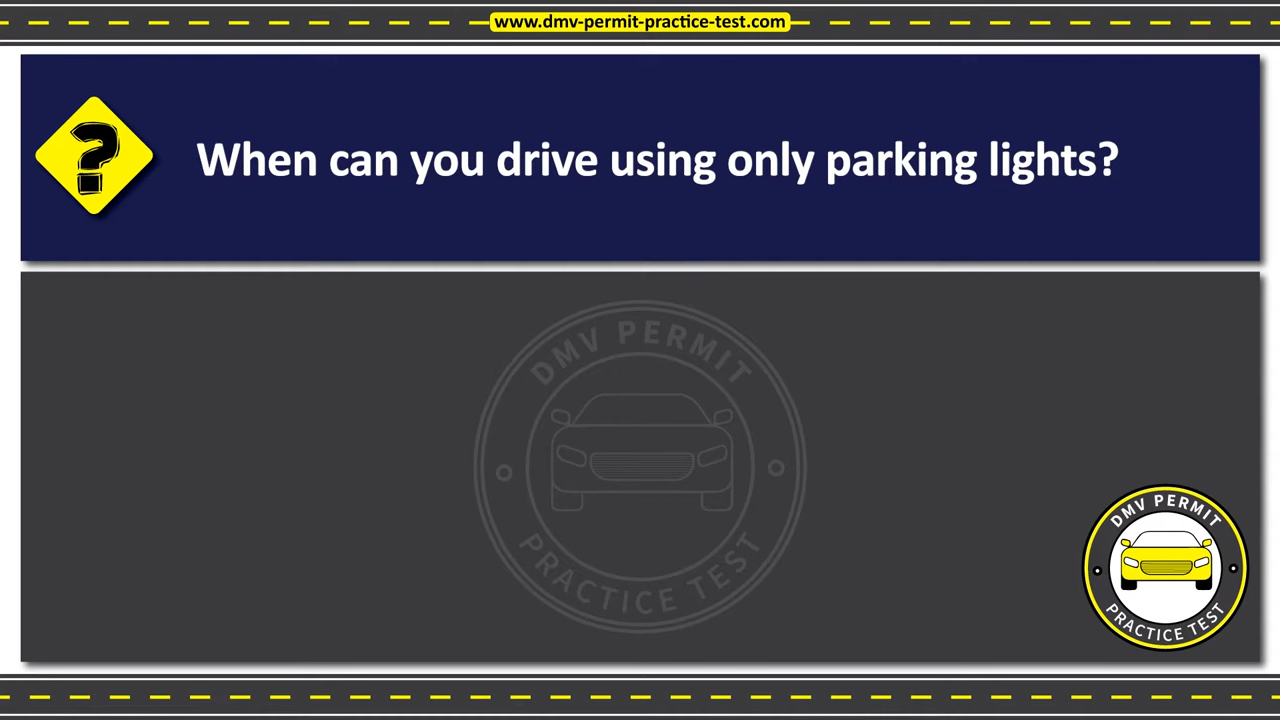 www.dmv-permit-practice-test.com
?
When can you drive using only parking lights?
DMV PERMIT
PRACTICE TEST
DMV PERMIT
PRACTICE TEST